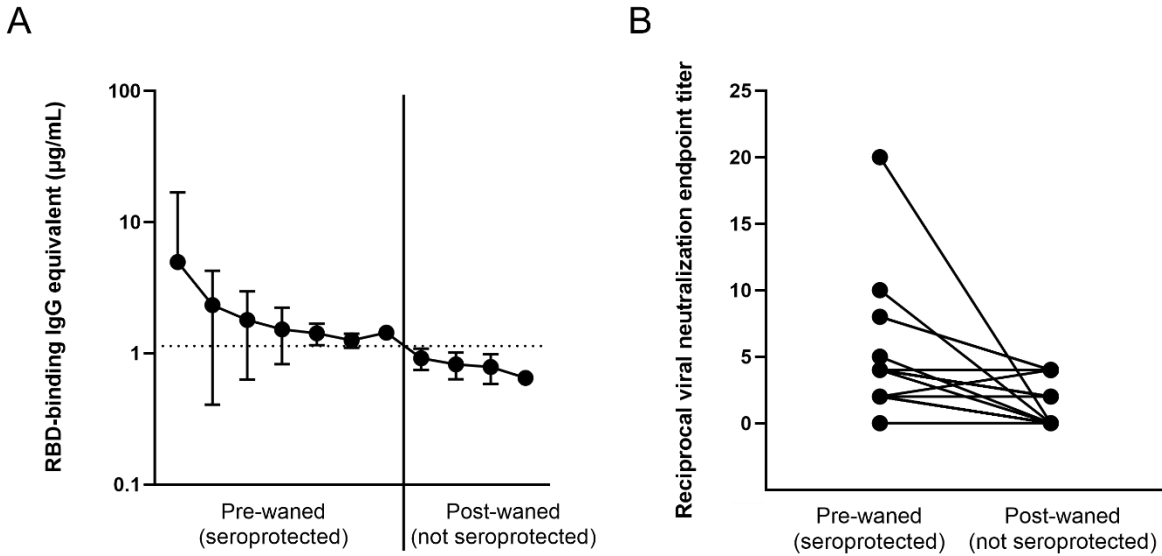 A
RBD-binding IgG equivalent (µg/mL)
100
10
1
0.1
Pre-waned
(seroprotected)
Post-waned
(not seroprotected)
B
Reciprocal viral neutralization endpoint titer
25
20
15
10
5
0
Pre-waned
(seroprotected)
Post-waned
(not seroprotected)